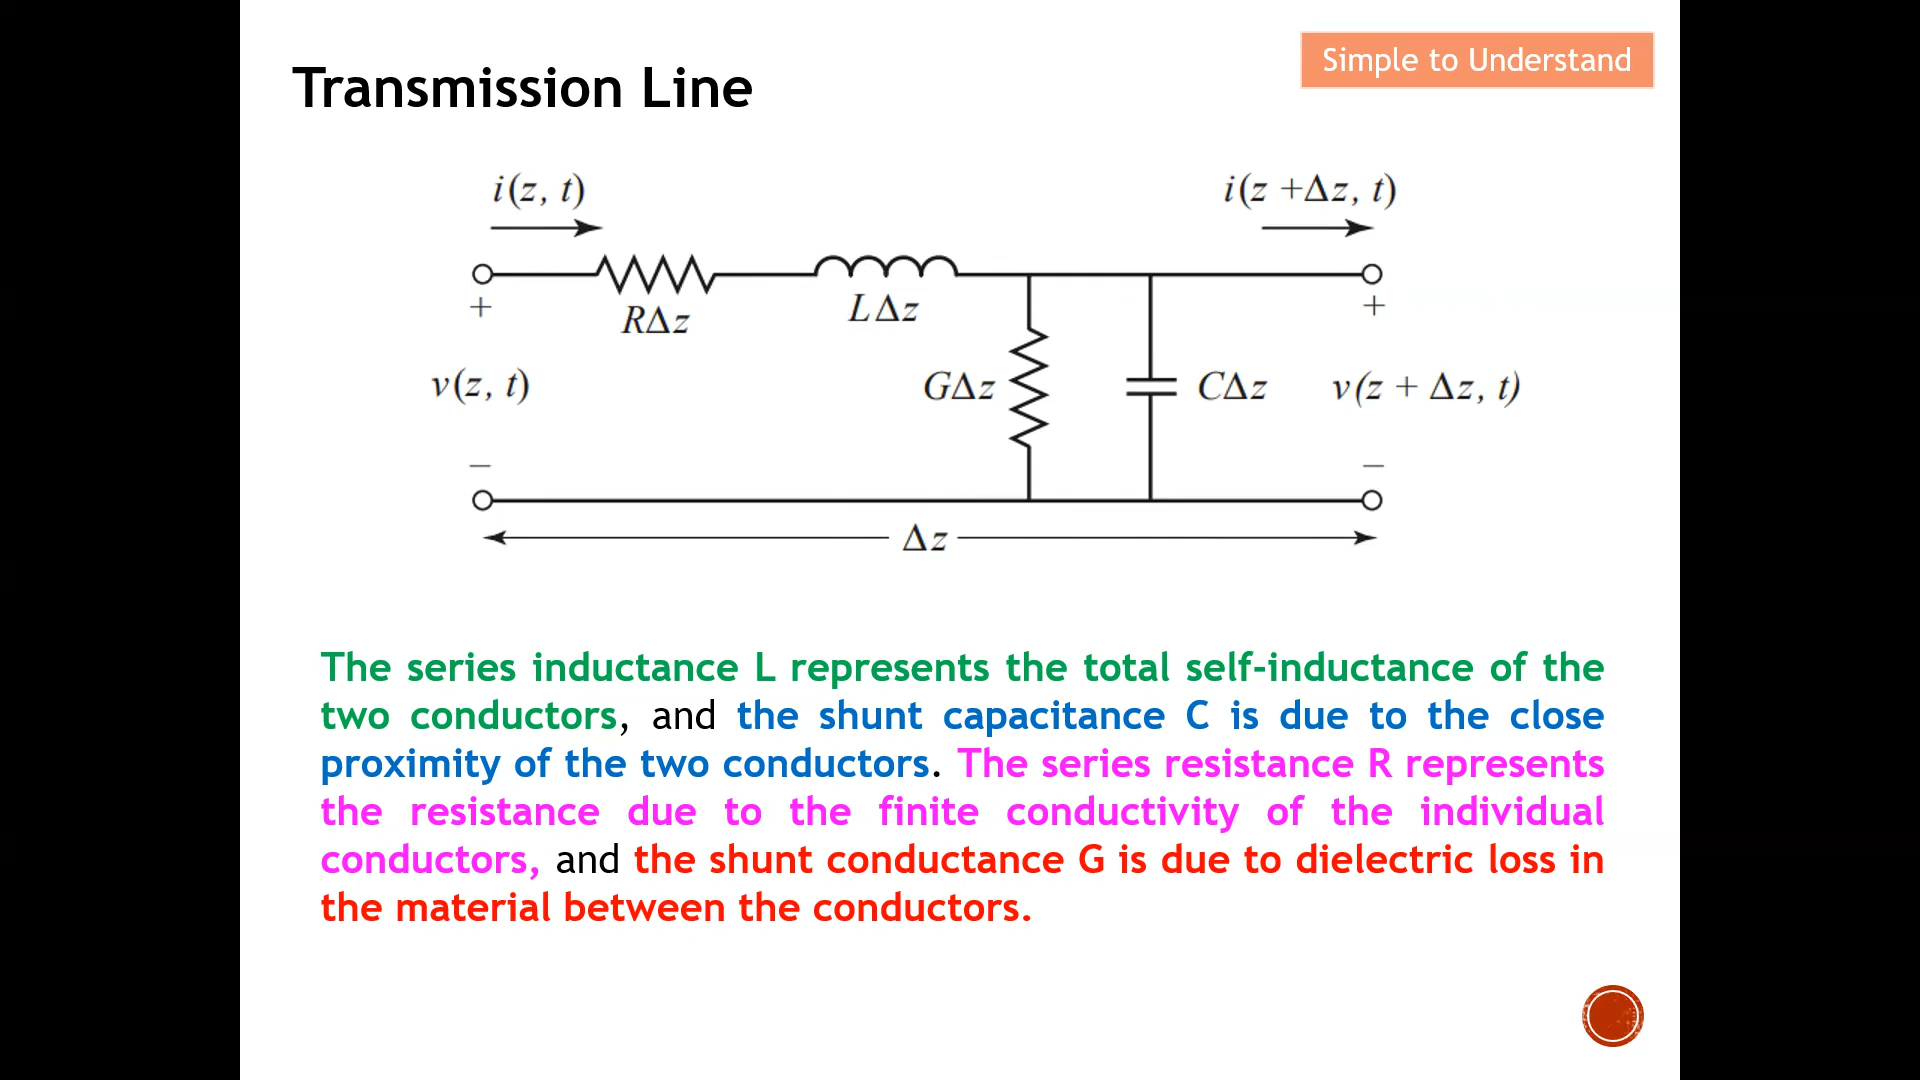 Simple to Understand
Transmission Line
i(z, t)
i(z +Δz, t)
+
RΔz
LΔz
+
v(z, t)
GΔz
CΔz
v(z + Δz, t)
−
−
Δz
The series inductance L represents the total self-inductance of the
two conductors, and the shunt capacitance C is due to the close
proximity of the two conductors. The series resistance R represents
the resistance due to the finite conductivity of the individual
conductors, and the shunt conductance G is due to dielectric loss in
the material between the conductors.